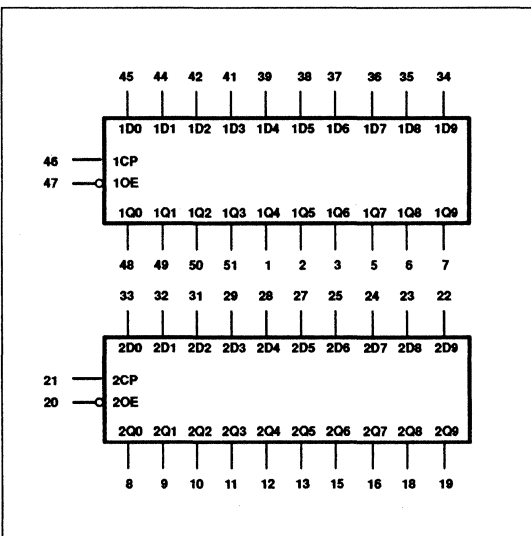 45 44 42 41 39 38 37 36 35 34
1D0 1D1 1D2 1D3 1D4 1D5 1D6 1D7 1D8 1D9
46 1CP
47 1OE
1Q0 1Q1 1Q2 1Q3 1Q4 1Q5 1Q6 1Q7 1Q8 1Q9
48 49 50 51 1 2 3 5 6 7
33 32 31 29 28 27 25 24 23 22
2D0 2D1 2D2 2D3 2D4 2D5 2D6 2D7 2D8 2D9
21 2CP
20 2OE
2Q0 2Q1 2Q2 2Q3 2Q4 2Q5 2Q6 2Q7 2Q8 2Q9
8 9 10 11 12 13 15 16 18 19